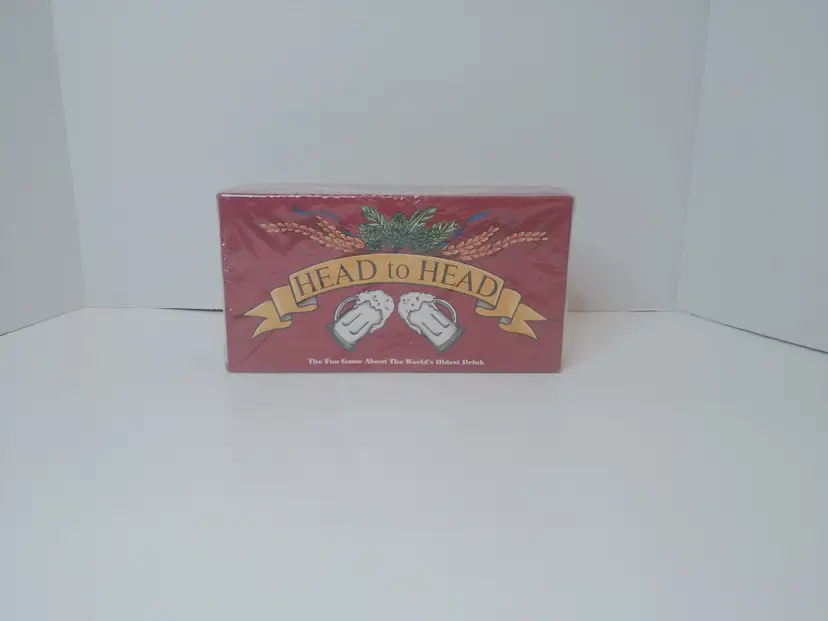 HEAD to HEAD
The Fun Game About The World's Oldest Drink